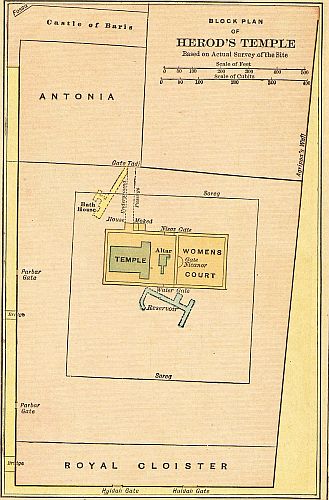 BLOCK PLAN
OF
HEROD'S TEMPLE
Based on Actual Survey of the Site
Scale of Feet
0 50 100 200 300 400 500
Scale of Cubits
0 50 100 200 300 400
Fosse
Castle of Baris
ANTONIA
Agrippa's Wall
Gate Tadi
Underground
Passage
Bath
House
House
Moked
Soreg
Nisos Gate
TEMPLE
Altar
WOMENS
COURT
Gate
Nicanor
Water Gate
Reservoir
Parbar
Gate
Bridge
Soreg
Parbar
Gate
Bridge
ROYAL CLOISTER
Huldah Gate
Huldah Gate